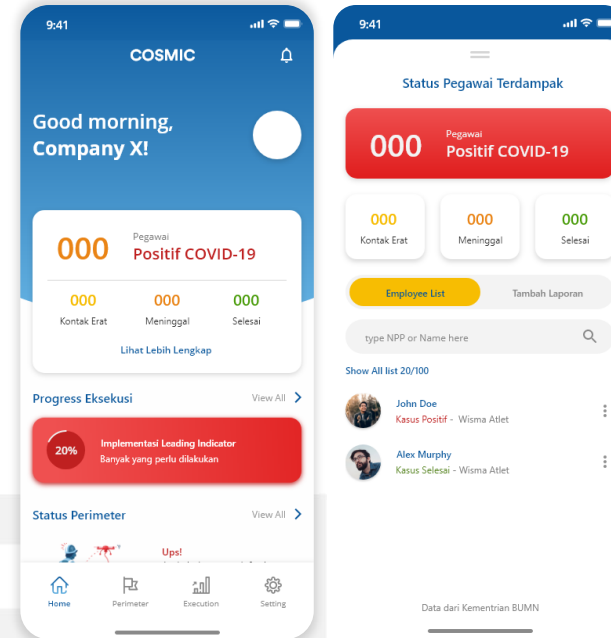 9:41
COSMIC
Good morning,
Company X!
000
Pegawai
Positif COVID-19
000
000
000
Kontak Erat
Meninggal
Selesai
Lihat Lebih Lengkap
Progress Eksekusi
View All
20%
Implementasi Leading Indicator
Banyak yang perlu dilakukan
Status Perimeter
View All
Ups!
Home
Perimeter
Execution
Setting
9:41
Status Pegawai Terdampak
000
Pegawai
Positif COVID-19
000
000
000
Kontak Erat
Meninggal
Selesai
Employee List
Tambah Laporan
type NPP or Name here
Show All list 20/100
John Doe
Kasus Positif - Wisma Atlet
Alex Murphy
Kasus Selesai - Wisma Atlet
Data dari Kementrian BUMN